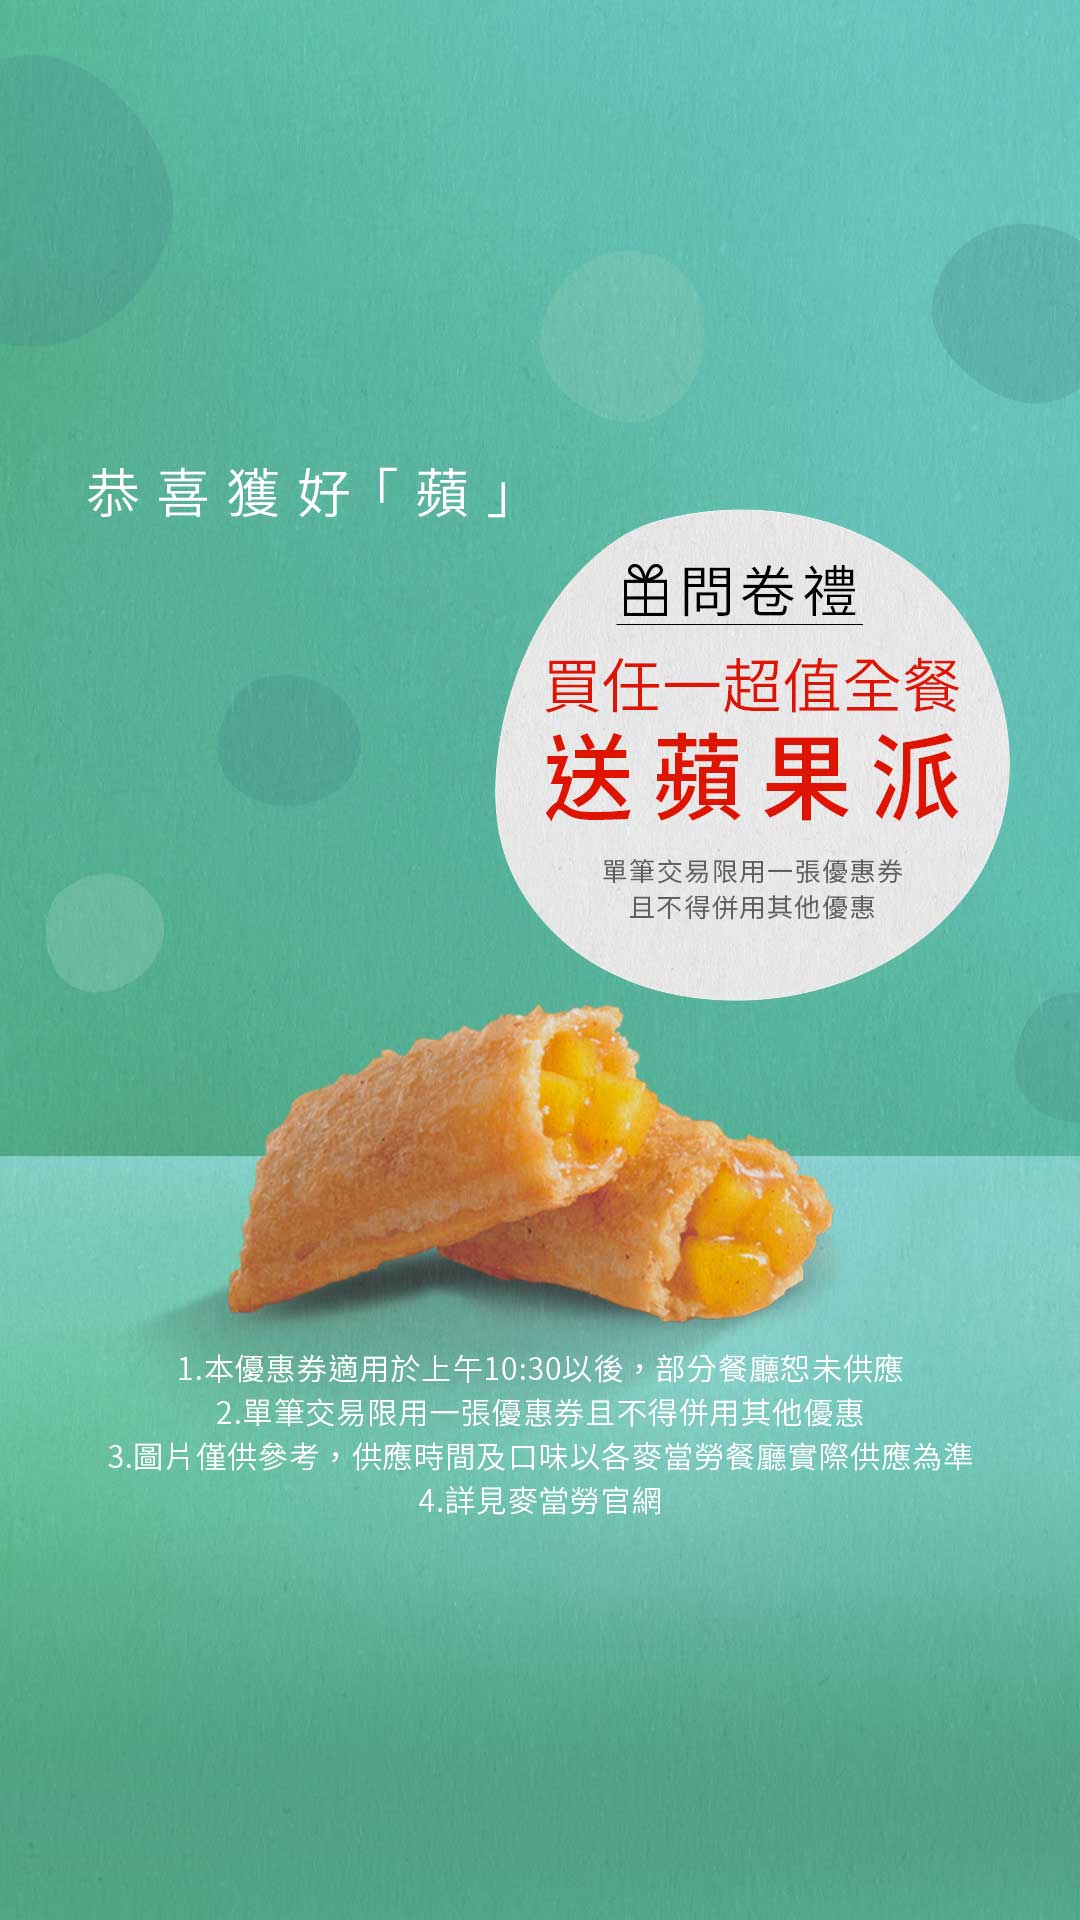 恭喜獲好「蘋」
問卷禮
買任一超值全餐
送蘋果派
單筆交易限用一張優惠券
且不得併用其他優惠
1.本優惠券適用於上午10:30以後，部分餐廳恕未供應
2.單筆交易限用一張優惠券且不得併用其他優惠
3.圖片僅供參考，供應時間及口味以各麥當勞餐廳實際供應為準
4.詳見麥當勞官網